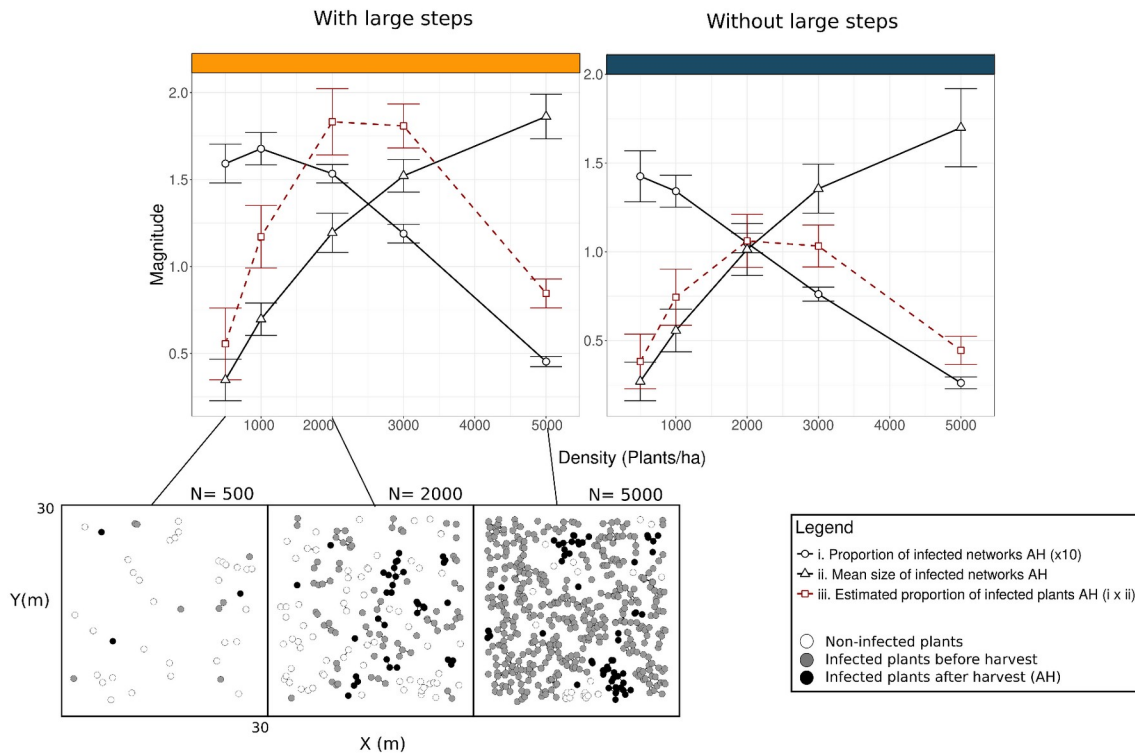 With large steps
Without large steps
Magnitude
2.0
1.5
1.0
0.5
1000
2000
3000
4000
5000
2.0
1.5
1.0
0.5
1000
2000
3000
4000
5000
Density (Plants/ha)
N= 500
N= 2000
N= 5000
30
Y(m)
30
X (m)
Legend
i. Proportion of infected networks AH (x10)
ii. Mean size of infected networks AH
iii. Estimated proportion of infected plants AH (i x ii)
Non-infected plants
Infected plants before harvest
Infected plants after harvest (AH)